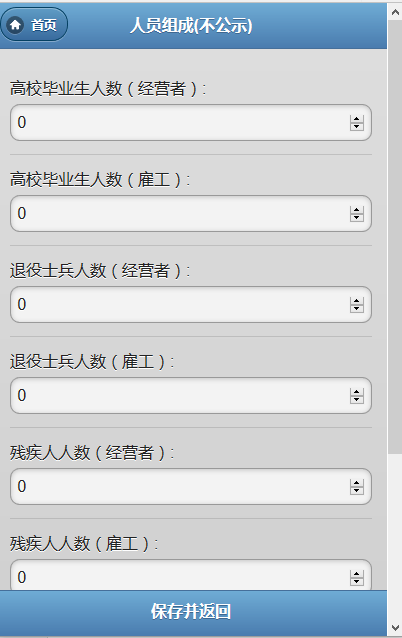 首页
人员组成(不公示)
高校毕业生人数（经营者）:
0
高校毕业生人数（雇工）:
0
退役士兵人数（经营者）:
0
退役士兵人数（雇工）:
0
残疾人人数（经营者）:
0
残疾人人数（雇工）:
0
保存并返回